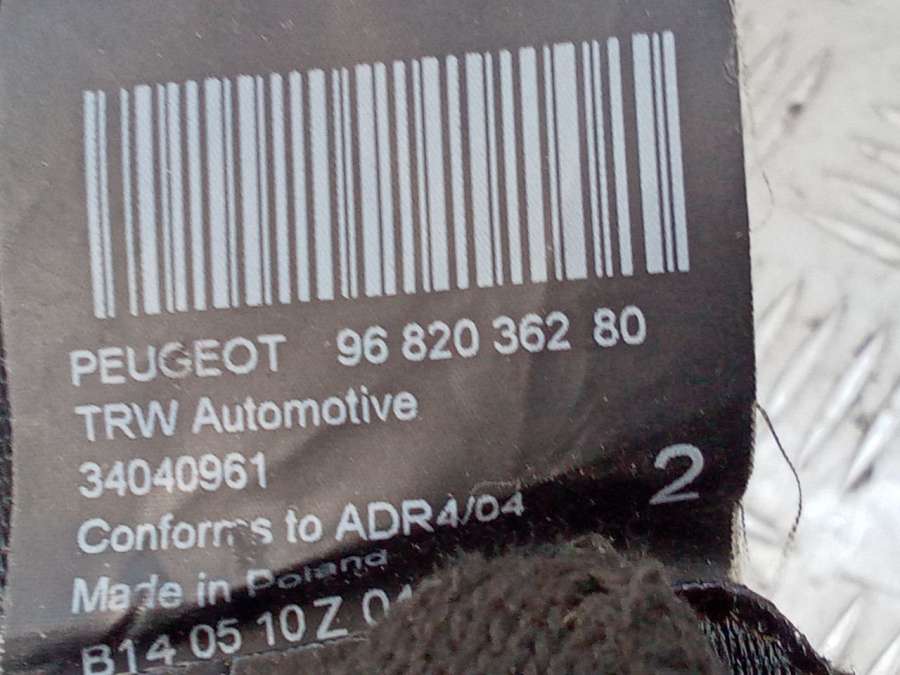 PEUGEOT 96 820 362 80
TRW Automotive
34040961
2
Conforms to ADR4/04
Made in Poland
B14 05 10 Z